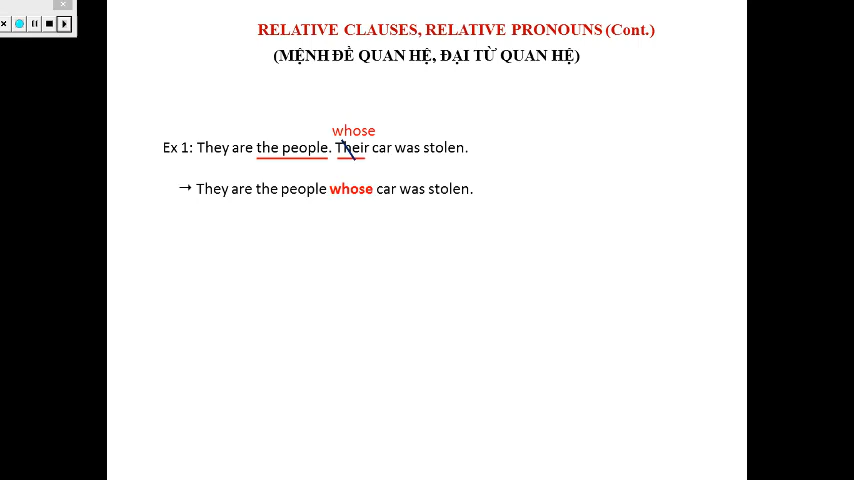 RELATIVE CLAUSES, RELATIVE PRONOUNS (Cont.)
(MỆNH ĐỀ QUAN HỆ, ĐẠI TỪ QUAN HỆ)
whose
Ex 1: They are the people. Their car was stolen.
→ They are the people whose car was stolen.